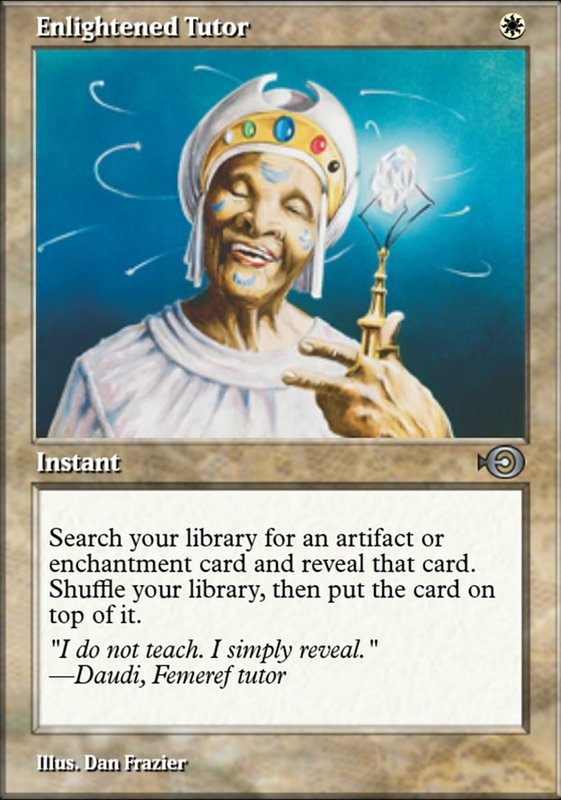 Enlightened Tutor
Instant
Search your library for an artifact or
enchantment card and reveal that card.
Shuffle your library, then put the card on
top of it.
"I do not teach. I simply reveal."
—Daudi, Femeref tutor
Illus. Dan Frazier